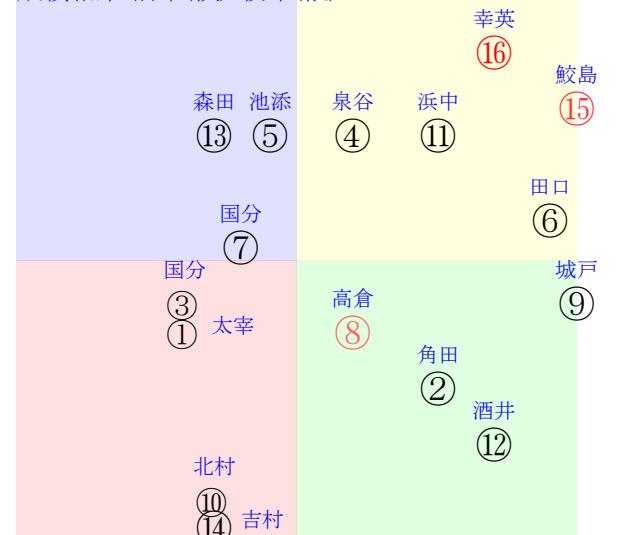 幸英
⑯
鮫島
⑮
森田 池添 泉谷 浜中
⑬ ⑤ ④ ⑪
田口
⑥
国分
⑦
国分 城戸
③ ⑨
高倉
① 太宰 ⑧
角田
②
酒井
⑫
北村
⑩
⑭ 吉村